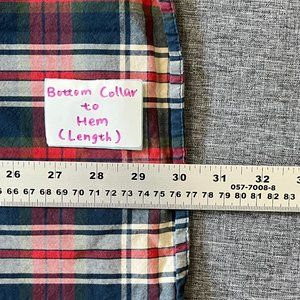 Bottom Collar
to
Hem
(Length)
26 27 28 29 30 31 32
057-7008-8
66 67 68 69 70 71 72 73 74 75 76 77 78 79 80 81 82 83